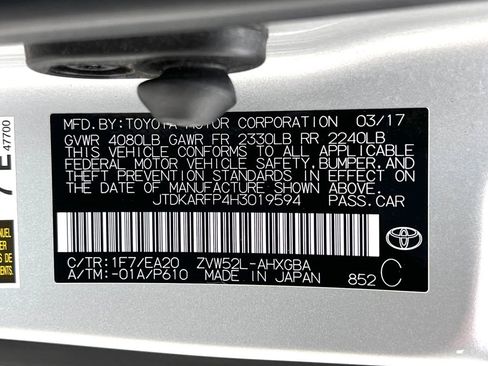 MFD.BY:TOYOTA MOTOR CORPORATION 03/17
GVWR 4080LB GAWR FR 2330LB RR 2240LB
THIS VEHICLE CONFORMS TO ALL APPLICABLE
FEDERAL MOTOR VEHICLE SAFETY,BUMPER,AND
THEFT PREVENTION STANDARDS IN EFFECT ON
THE DATE OF MANUFACTURE SHOWN ABOVE.
JTDKARFP4H3019594 PASS.CAR
C/TR:1F7/EA20 ZVW52L-AHXGBA
A/TM:-01A/P610 MADE IN JAPAN 852 C
TOYOTA
47700